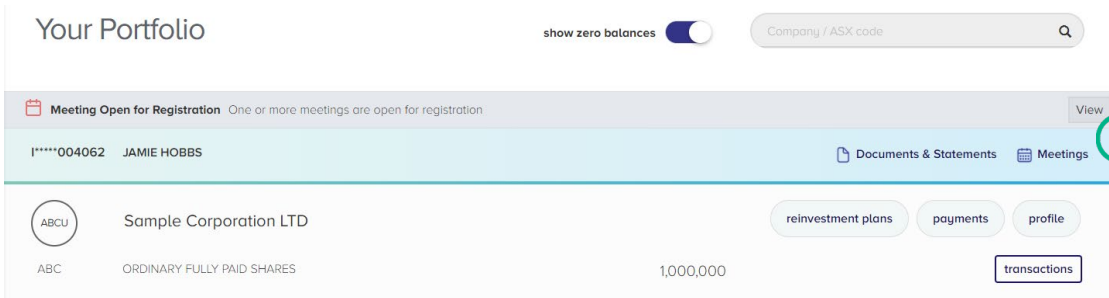 Your Portfolio show zero balances Company / ASX code
Meeting Open for Registration One or more meetings are open for registration View
I*****004062 JAMIE HOBBS Documents & Statements Meetings
ABCU Sample Corporation LTD reinvestment plans payments profile
ABC ORDINARY FULLY PAID SHARES 1,000,000 transactions